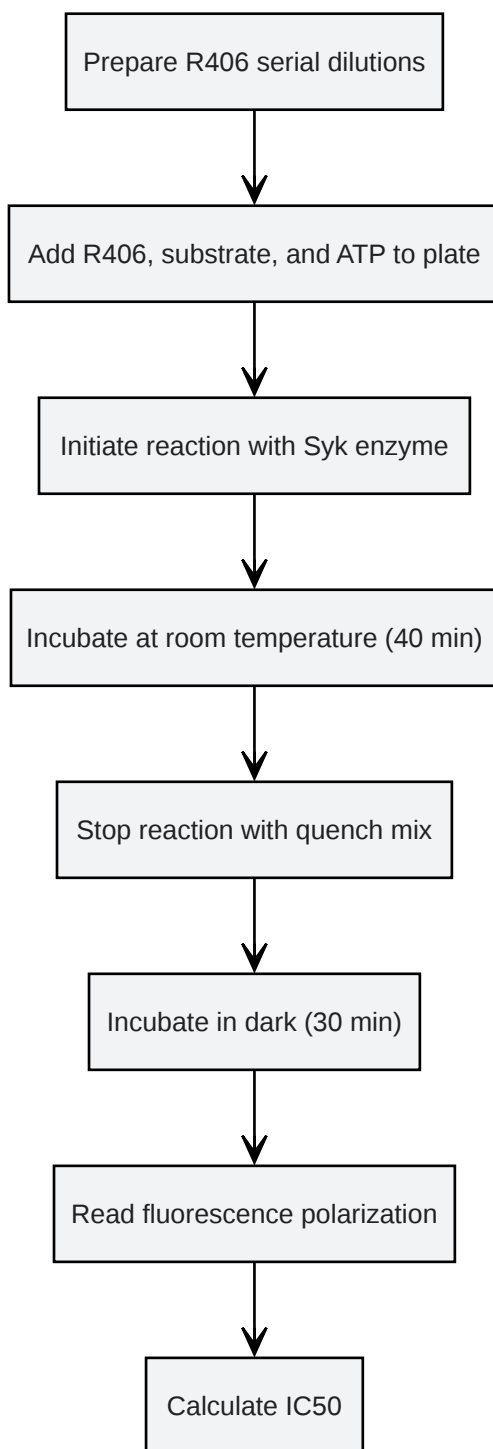 Prepare R406 serial dilutions
Add R406, substrate, and ATP to plate
Initiate reaction with Syk enzyme
Incubate at room temperature (40 min)
Stop reaction with quench mix
Incubate in dark (30 min)
Read fluorescence polarization
Calculate IC50